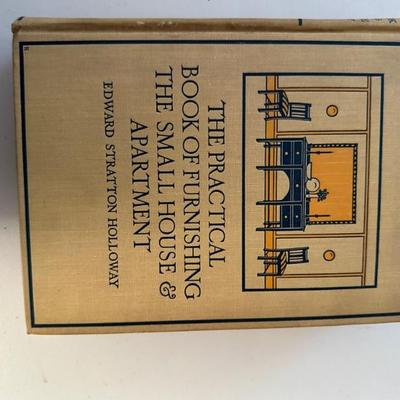 THE PRACTICAL
BOOK OF FURNISHING
THE SMALL HOUSE &
APARTMENT
EDWARD STRATTON HOLLOWAY